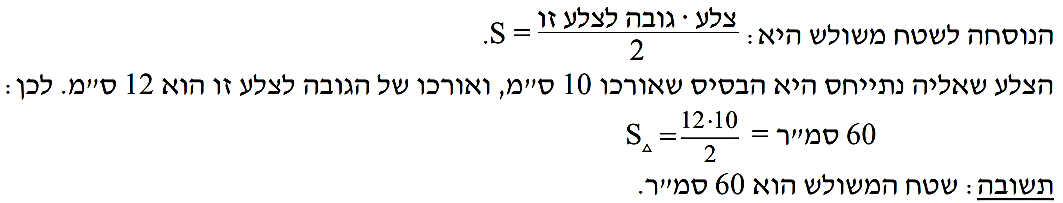 הנוסחה לשטח משולש היא: S = צלע · גובה לצלע זו / 2.
הצלע שאליה נתייחס היא הבסיס שאורכו 10 ס״מ, ואורכו של הגובה לצלע זו הוא 12 ס״מ. לכן:
S△ = 12·10 / 2 = 60 סמ״ר
תשובה: שטח המשולש הוא 60 סמ״ר.